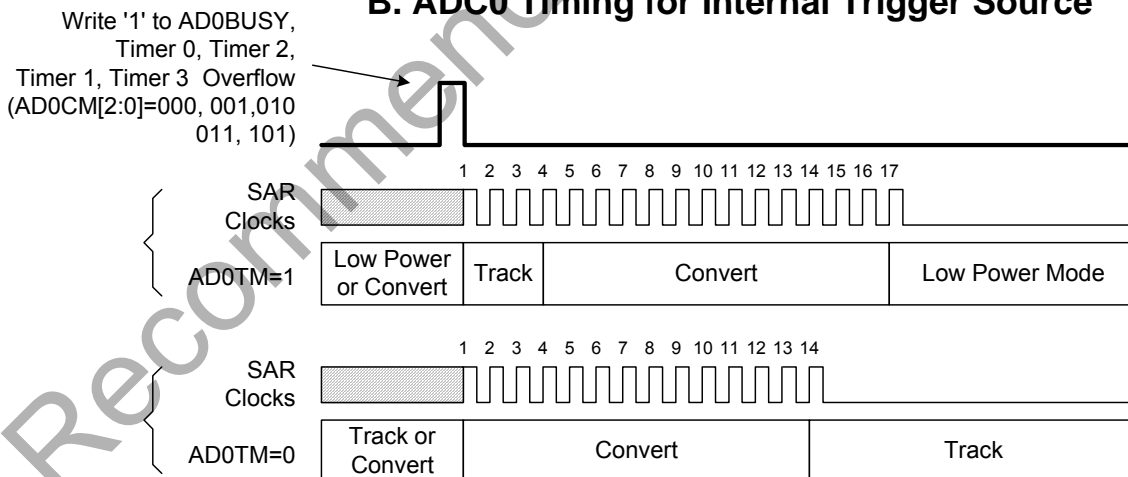 B. ADC0 Timing for Internal Trigger Source
Write '1' to AD0BUSY,
Timer 0, Timer 2,
Timer 1, Timer 3 Overflow
(AD0CM[2:0]=000, 001,010
011, 101)
1 2 3 4 5 6 7 8 9 10 11 12 13 14 15 16 17
SAR
Clocks
AD0TM=1
Low Power
or Convert
Track
Convert
Low Power Mode
1 2 3 4 5 6 7 8 9 10 11 12 13 14
SAR
Clocks
AD0TM=0
Track or
Convert
Convert
Track
Recommen